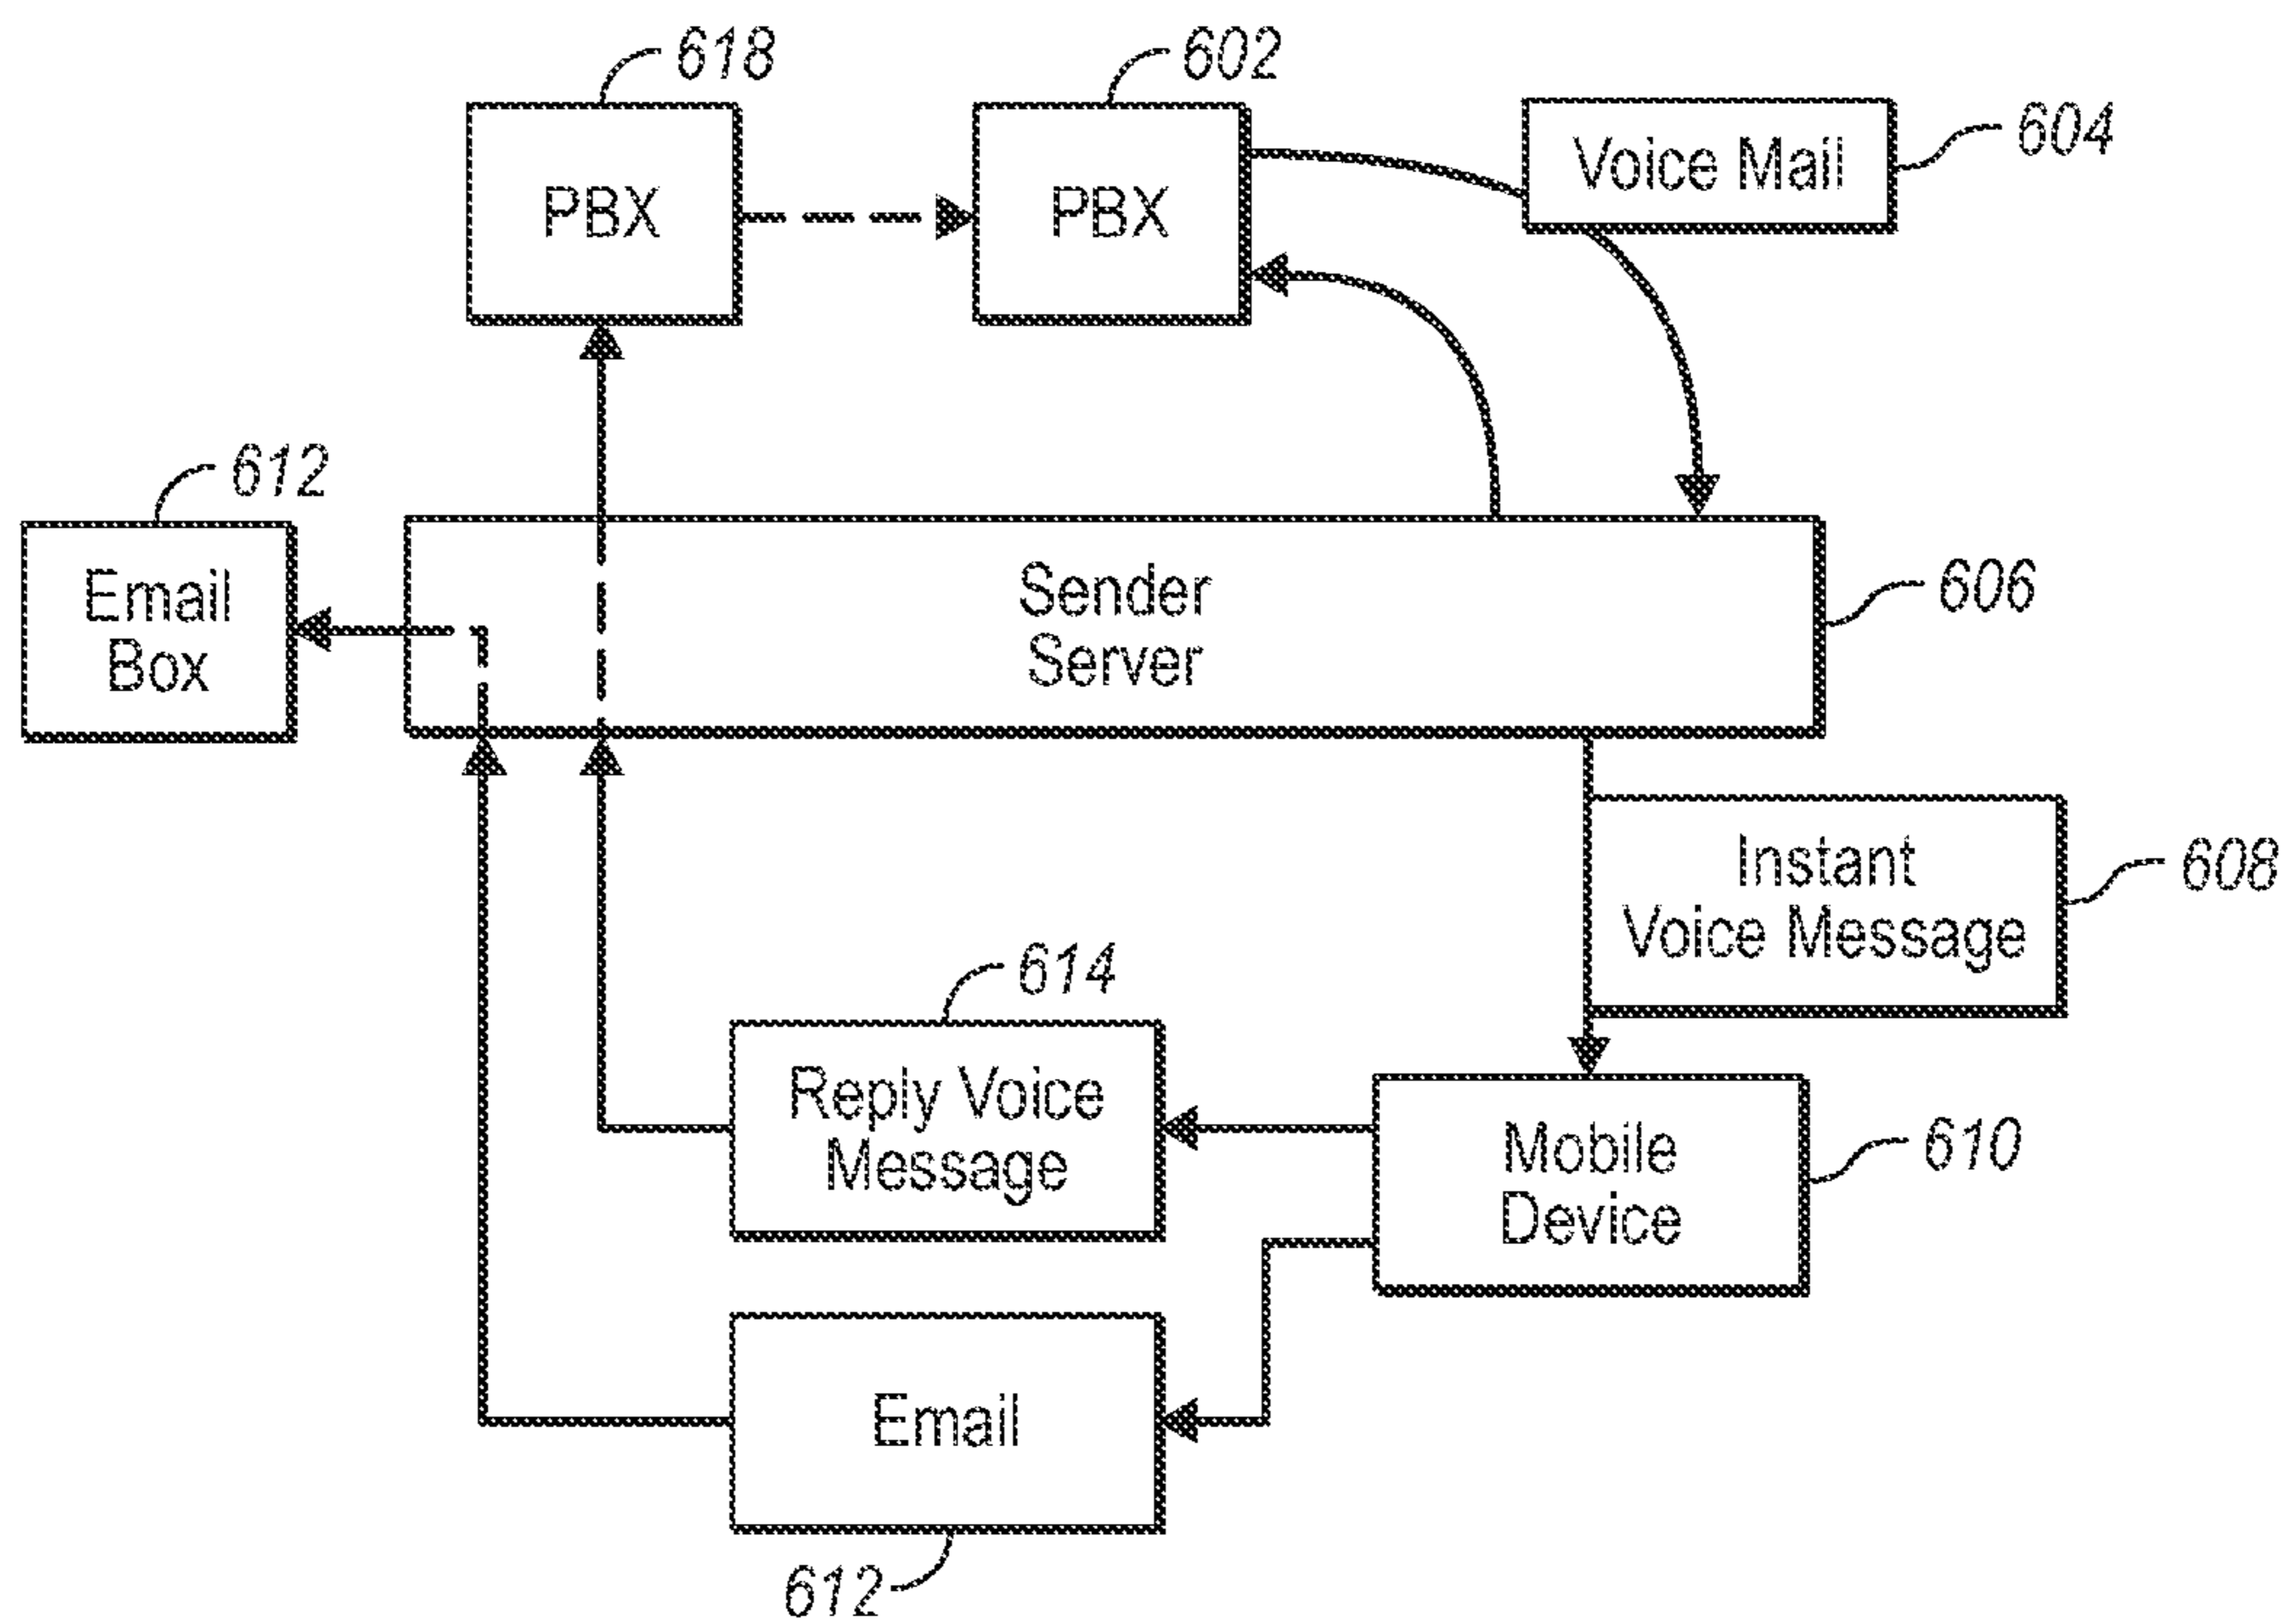 618
602
PBX
PBX
Voice Mail
604
612
Email
Box
Sender
Server
606
Instant
Voice Message
608
614
Reply Voice
Message
Mobile
Device
610
Email
612